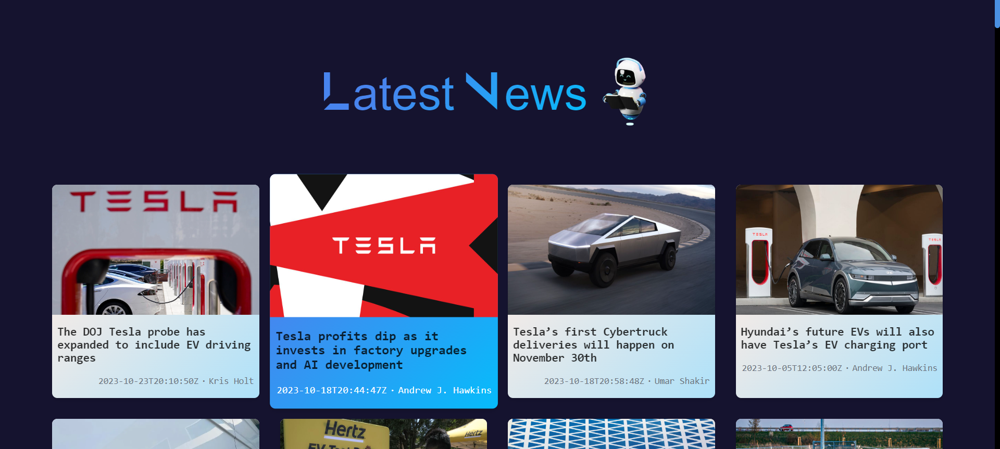 Latest News
TESLA
The DOJ Tesla probe has
expanded to include EV driving
ranges
2023-10-23T20:10:50Z · Kris Holt
TESLA
Tesla profits dip as it
invests in factory upgrades
and AI development
2023-10-18T20:44:47Z · Andrew J. Hawkins
Tesla’s first Cybertruck
deliveries will happen on
November 30th
2023-10-18T20:58:48Z · Umar Shakir
TESLA
TESLA
Hyundai’s future EVs will also
have Tesla’s EV charging port
2023-10-05T12:05:00Z · Andrew J. Hawkins
Hertz
Hertz